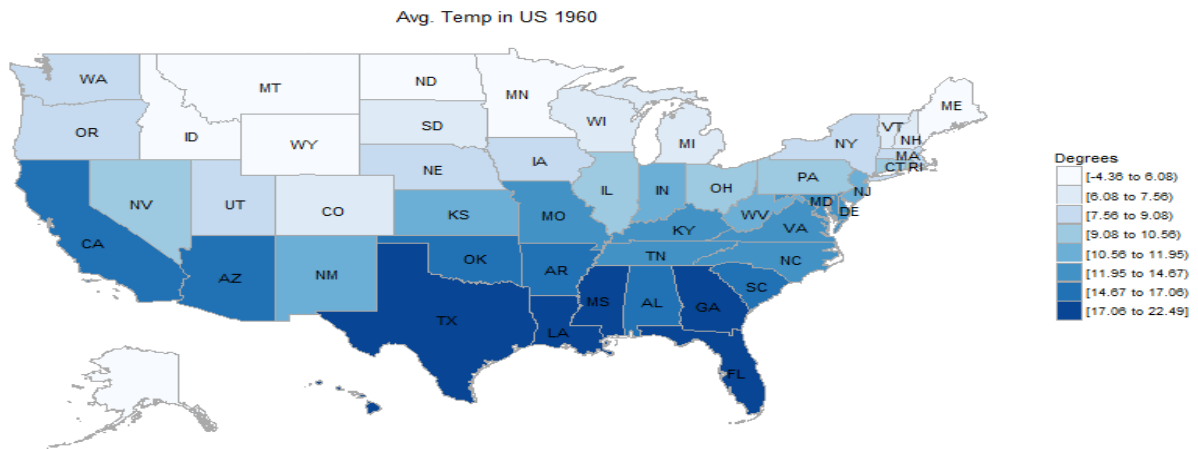 Avg. Temp in US 1960
WA
MT
ND
MN
ME
OR
ID
SD
WI
VT
NH
WY
MI
NY
MA
CT RI
NE
IA
PA
NV
UT
CO
IL
IN
OH
NJ
KS
MO
WV
MD
DE
CA
KY
VA
AZ
NM
OK
AR
TN
NC
SC
TX
LA
MS
AL
GA
FL
Degrees
[-4.36 to 6.08)
[6.08 to 7.56)
[7.56 to 9.08)
[9.08 to 10.56)
[10.56 to 11.95)
[11.95 to 14.67)
[14.67 to 17.06)
[17.06 to 22.49]